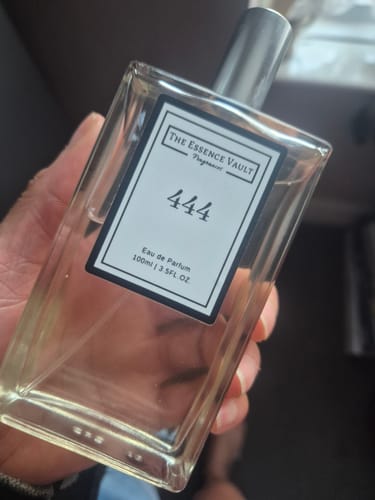 THE ESSENCE VAULT
Fragrances
444
Eau de Parfum
100ml | 3.5FL.OZ.